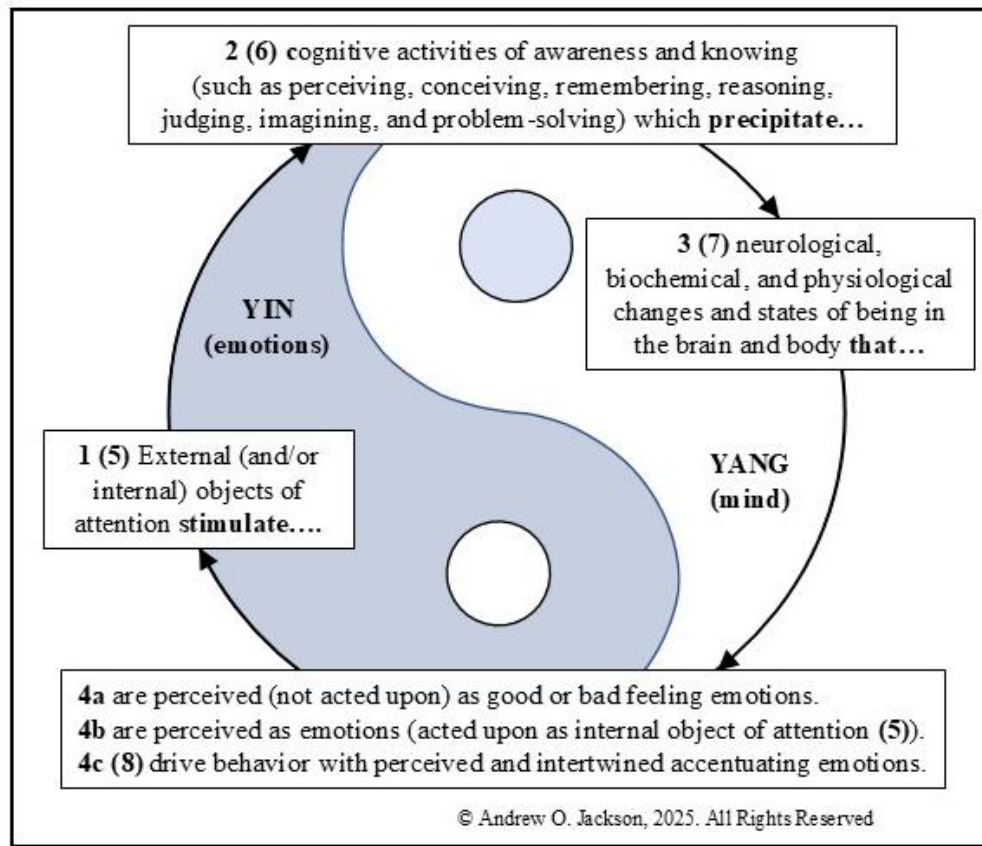 2 (6) cognitive activities of awareness and knowing
(such as perceiving, conceiving, remembering, reasoning,
judging, imagining, and problem-solving) which precipitate…
3 (7) neurological,
biochemical, and physiological
changes and states of being in
the brain and body that…
YIN
(emotions)
1 (5) External (and/or
internal) objects of
attention stimulate….
YANG
(mind)
4a are perceived (not acted upon) as good or bad feeling emotions.
4b are perceived as emotions (acted upon as internal object of attention (5)).
4c (8) drive behavior with perceived and intertwined accentuating emotions.
© Andrew O. Jackson, 2025. All Rights Reserved